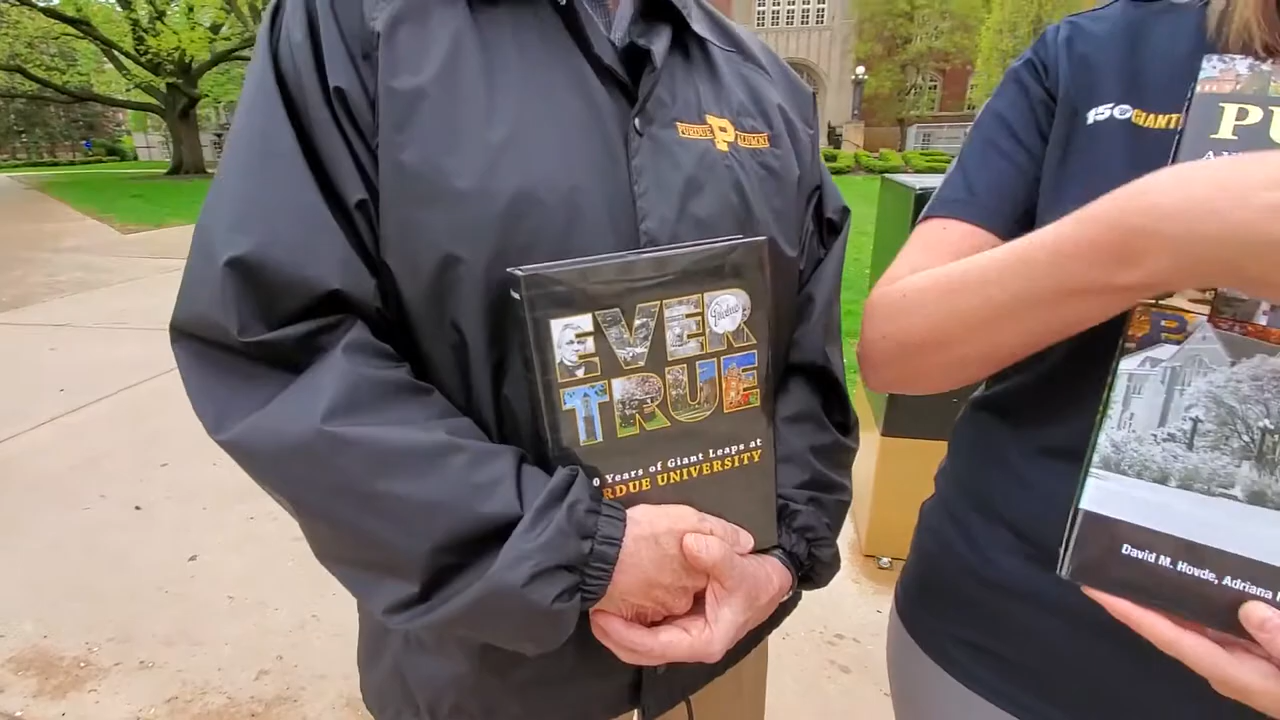 PURDUE P ALUMNI
150 GIANT
PU
EVER
TRUE
0 Years of Giant Leaps at
RDUE UNIVERSITY
Purdue
P
David M. Hovde, Adriana